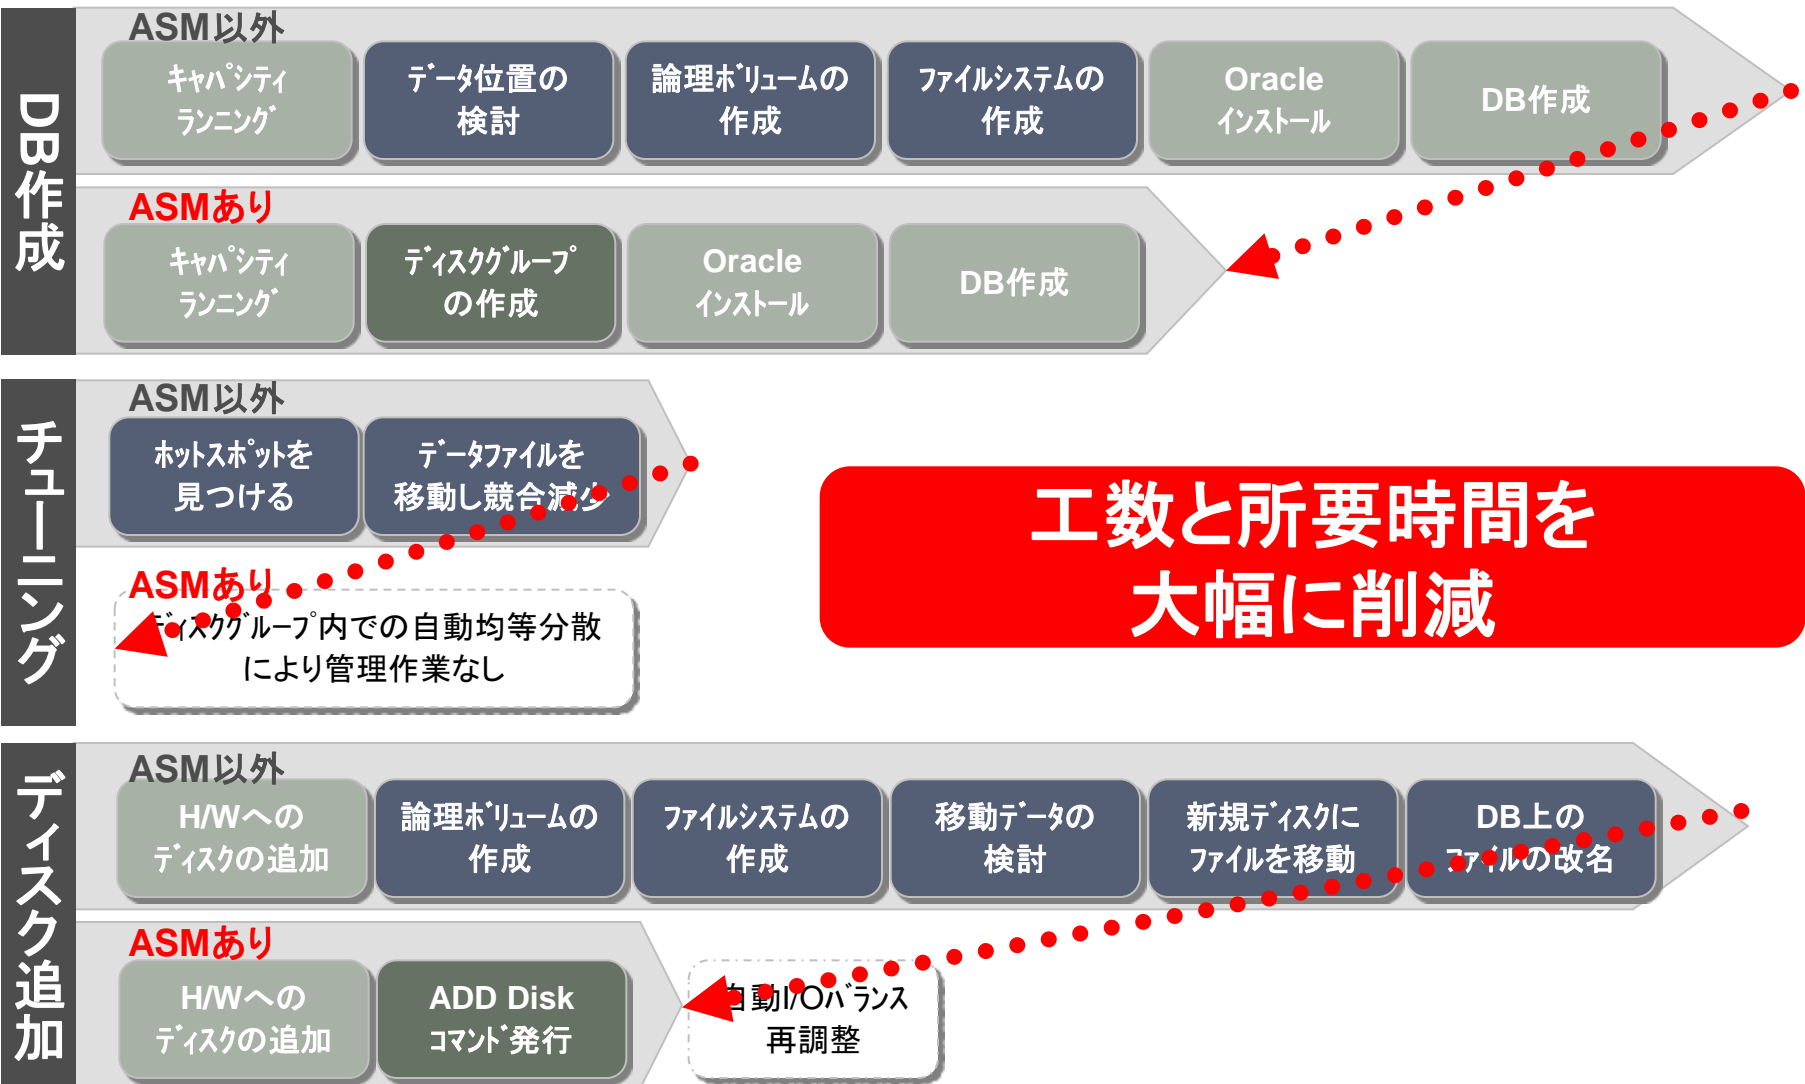 DB作成
ASM以外
ｷｬﾊﾟｼﾃｨ
ﾗﾝﾆﾝｸﾞ
ﾃﾞｰﾀ位置の
検討
論理ﾎﾞﾘｭｰﾑの
作成
ﾌｧｲﾙｼｽﾃﾑの
作成
Oracle
ｲﾝｽﾄｰﾙ
DB作成
ASMあり
ｷｬﾊﾟｼﾃｨ
ﾗﾝﾆﾝｸﾞ
ﾃﾞｨｽｸｸﾞﾙｰﾌﾟ
の作成
Oracle
ｲﾝｽﾄｰﾙ
DB作成
チューニング
ASM以外
ﾎｯﾄｽﾎﾟｯﾄを
見つける
ﾃﾞｰﾀﾌｧｲﾙを
移動し競合減少
ASMあり
ﾃﾞｨｽｸｸﾞﾙｰﾌﾟ内での自動均等分散
により管理作業なし
工数と所要時間を
大幅に削減
ディスク追加
ASM以外
H/Wへの
ﾃﾞｨｽｸの追加
論理ﾎﾞﾘｭｰﾑの
作成
ﾌｧｲﾙｼｽﾃﾑの
作成
移動ﾃﾞｰﾀの
検討
新規ﾃﾞｨｽｸに
ﾌｧｲﾙを移動
DB上の
ﾌｧｲﾙの改名
ASMあり
H/Wへの
ﾃﾞｨｽｸの追加
ADD Disk
ｺﾏﾝﾄﾞ発行
自動I/Oﾊﾞﾗﾝｽ
再調整